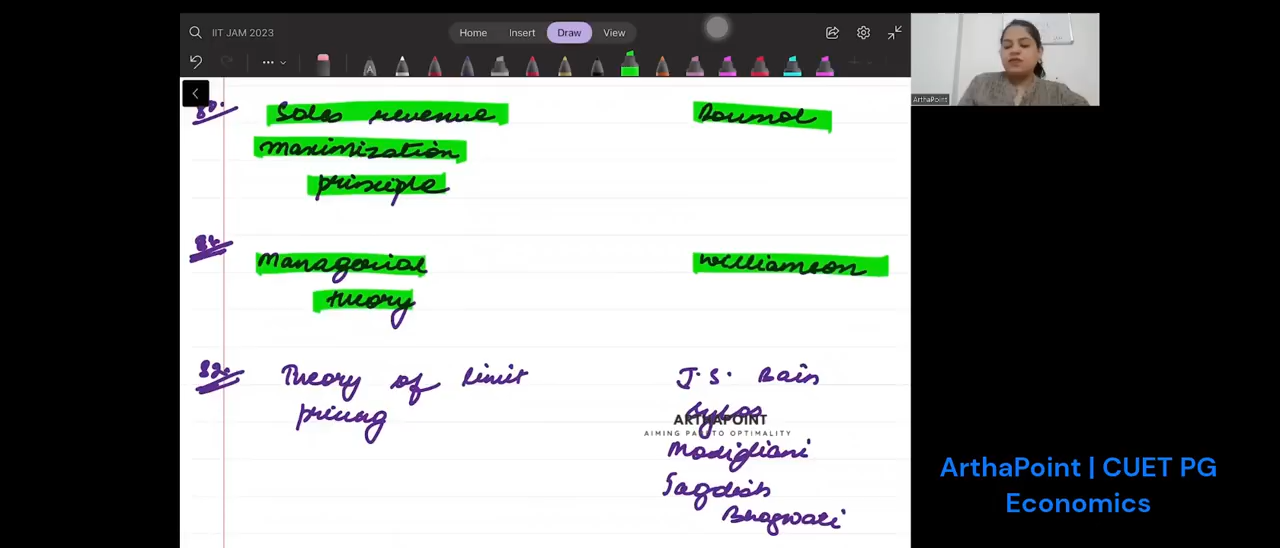 IIT JAM 2023
Home Insert Draw View
80. Sales revenue maximization principle Baumol
81. Managerial theory Williamson
82. Theory of limit pricing J.S. Bain
Sylos
ARTHAPOINT
AIMING PARETO OPTIMALITY
Modigliani
Jagdish
Bhagwati
ArthaPoint
ArthaPoint | CUET PG
Economics